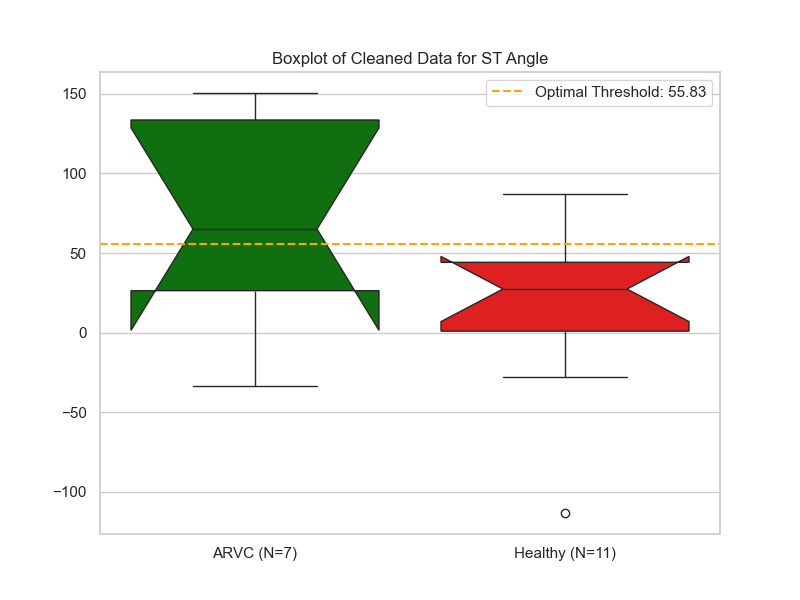 Boxplot of Cleaned Data for ST Angle
Optimal Threshold: 55.83
150
100
50
0
−50
−100
ARVC (N=7)
Healthy (N=11)